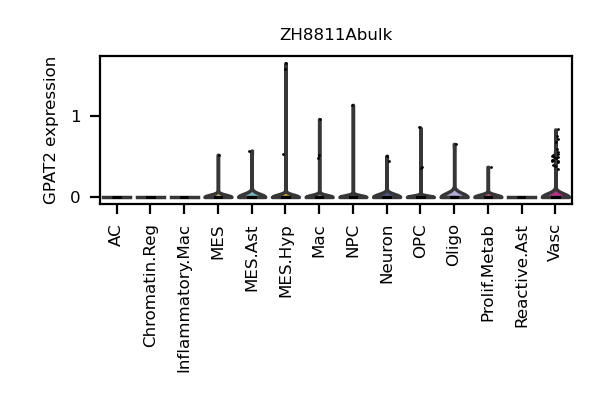 ZH8811Abulk
GPAT2 expression
1
0
AC
Chromatin.Reg
Inflammatory.Mac
MES
MES.Ast
MES.Hyp
Mac
NPC
Neuron
OPC
Oligo
Prolif.Metab
Reactive.Ast
Vasc